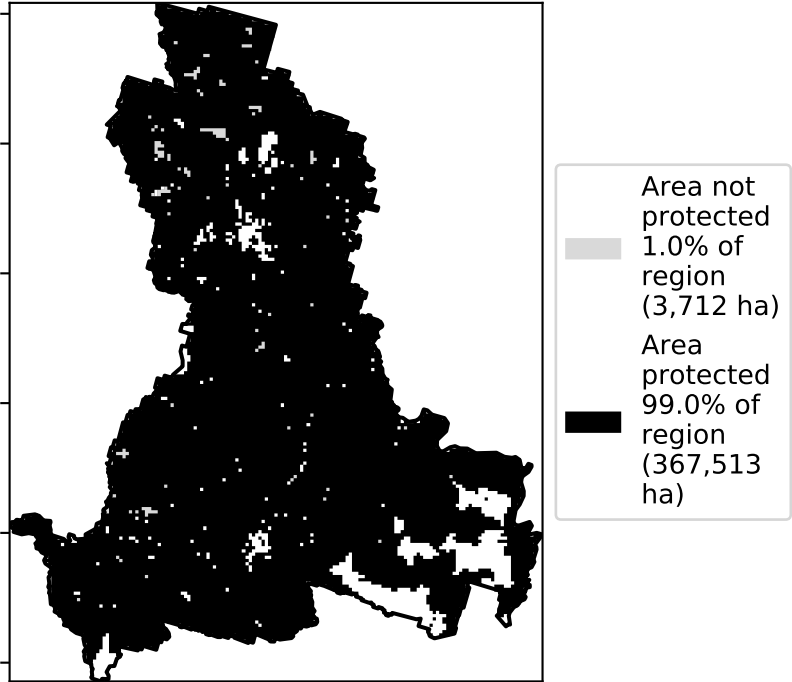 Area not
protected
1.0% of
region
(3,712 ha)
Area
protected
99.0% of
region
(367,513
ha)